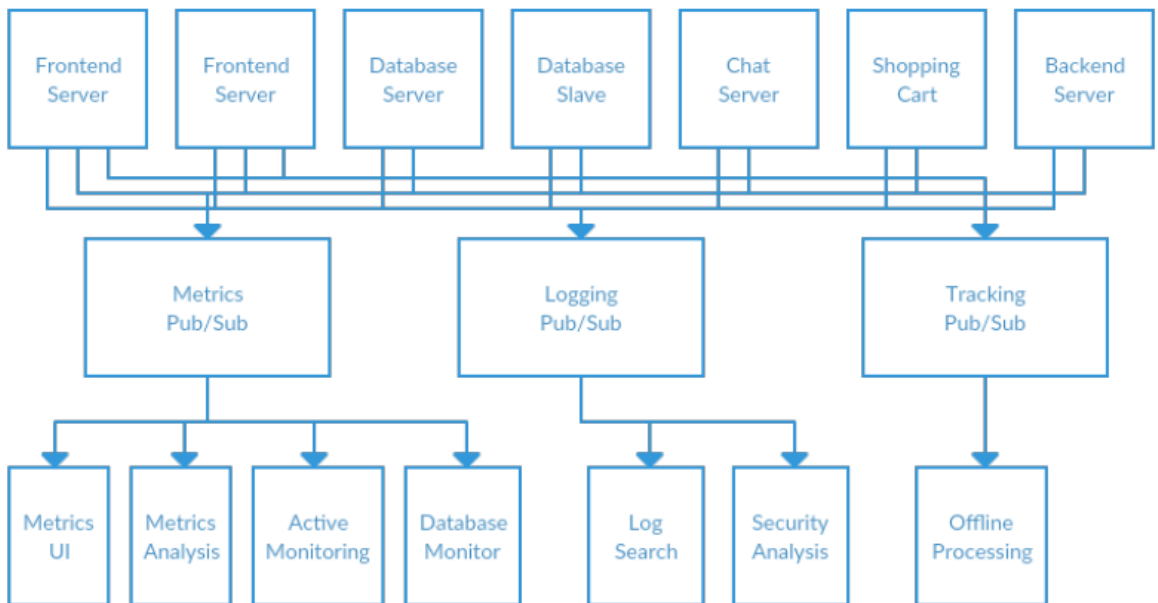 Frontend
Server
Frontend
Server
Database
Server
Database
Slave
Chat
Server
Shopping
Cart
Backend
Server
Metrics
Pub/Sub
Logging
Pub/Sub
Tracking
Pub/Sub
Metrics
UI
Metrics
Analysis
Active
Monitoring
Database
Monitor
Log
Search
Security
Analysis
Offline
Processing